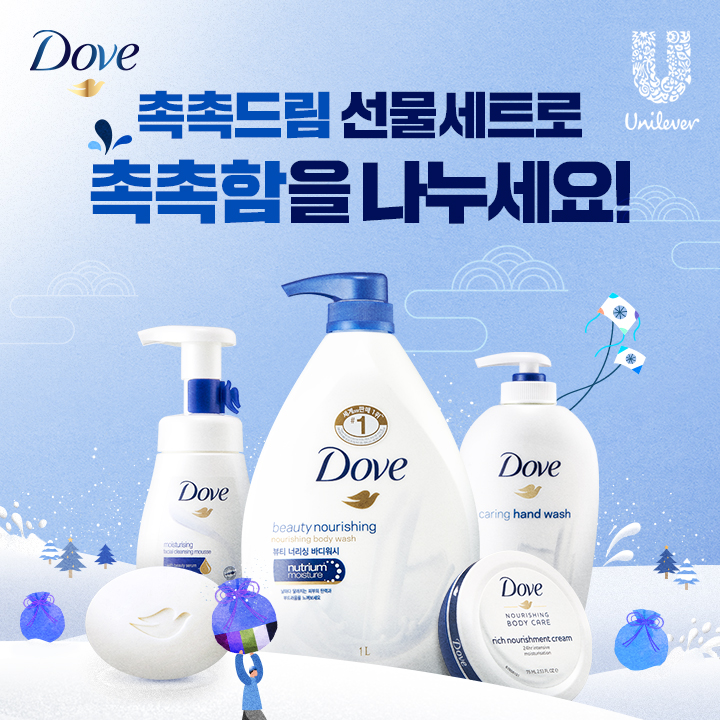 Dove
Unilever
촉촉드림 선물세트로
촉촉함을 나누세요!
#1
Dove
beauty nourishing
nourishing body wash
뷰티 너리싱 바디워시
nutrium
moisture
1L
Dove
moisturising
facial cleansing mousse
Dove
caring hand wash
Dove
NOURISHING
BODY CARE
rich nourishment cream
24hr intensive
moisturisation
Dove